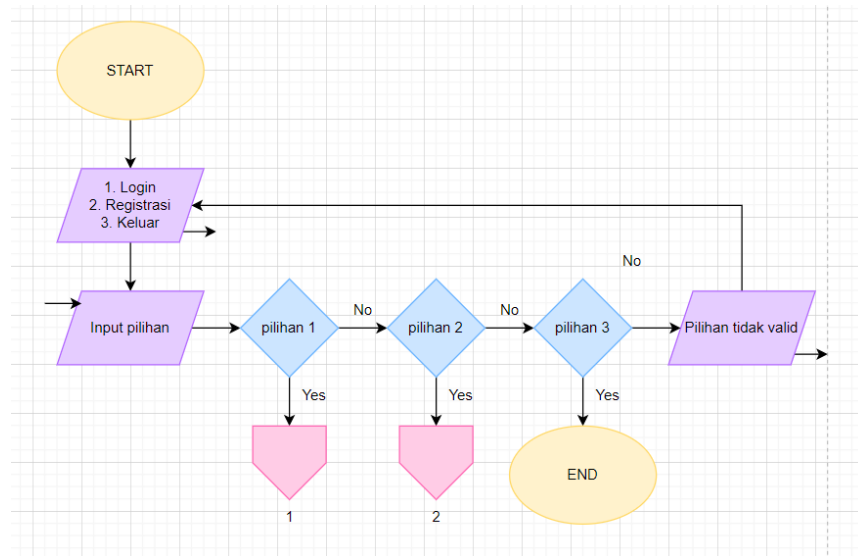 START
1. Login
2. Registrasi
3. Keluar
No
Input pilihan
pilihan 1
No
pilihan 2
No
pilihan 3
Pilihan tidak valid
Yes
Yes
Yes
END
1
2